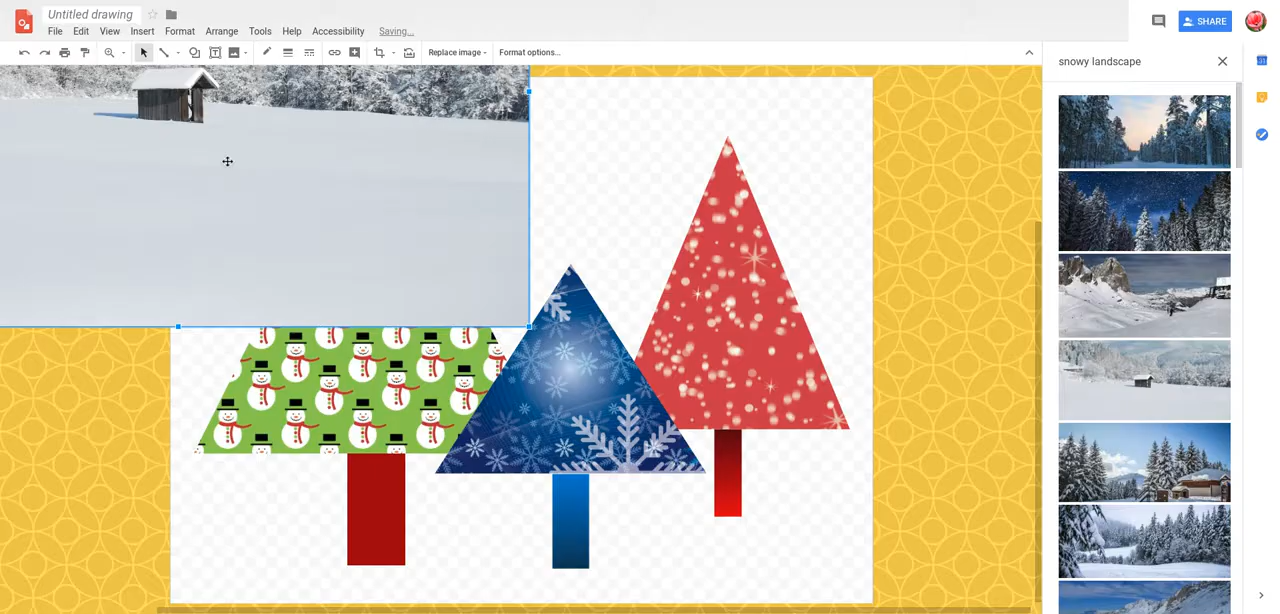 Untitled drawing
File Edit View Insert Format Arrange Tools Help Accessibility Saving...
SHARE
Replace image
Format options...
snowy landscape
31